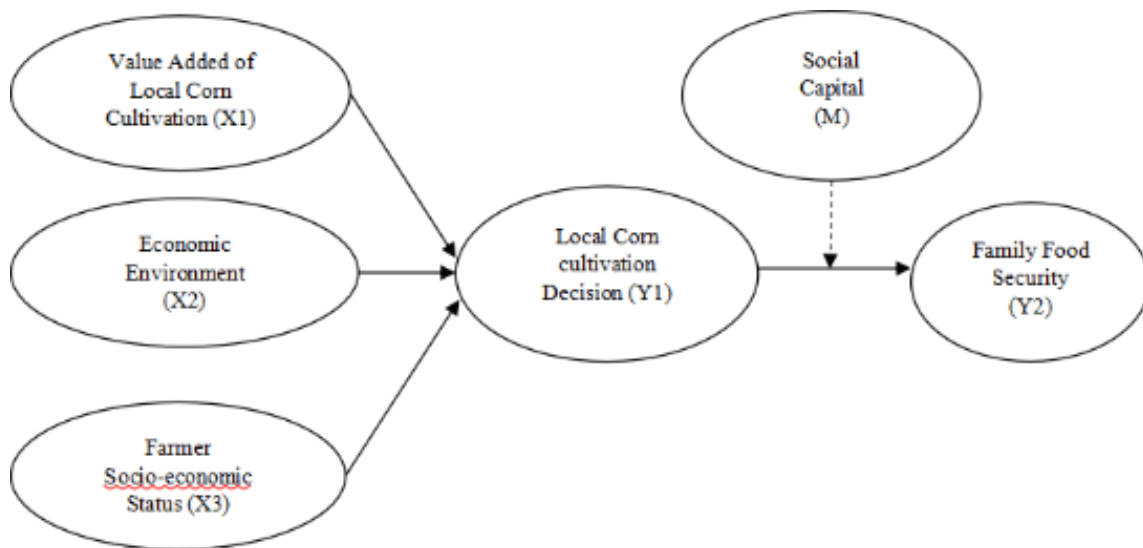 Value Added of
Local Corn
Cultivation (X1)
Social
Capital
(M)
Economic
Environment
(X2)
Local Corn
cultivation
Decision (Y1)
Family Food
Security
(Y2)
Farmer
Socio-economic
Status (X3)